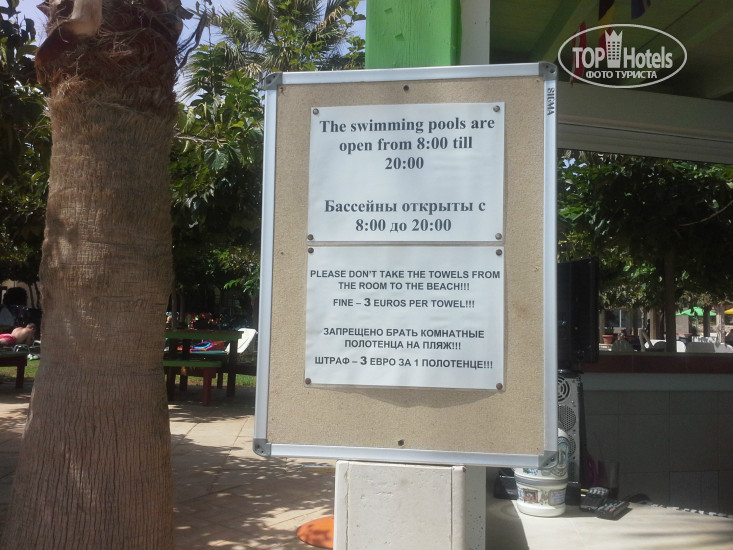 TOP Hotels
ФОТО ТУРИСТА
SIGMA
The swimming pools are
open from 8:00 till
20:00
Бассейны открыты с
8:00 до 20:00
PLEASE DON'T TAKE THE TOWELS FROM
THE ROOM TO THE BEACH!!!
FINE – 3 EUROS PER TOWEL!!!
ЗАПРЕЩЕНО БРАТЬ КОМНАТНЫЕ
ПОЛОТЕНЦА НА ПЛЯЖ!!!
ШТРАФ – 3 ЕВРО ЗА 1 ПОЛОТЕНЦЕ!!!